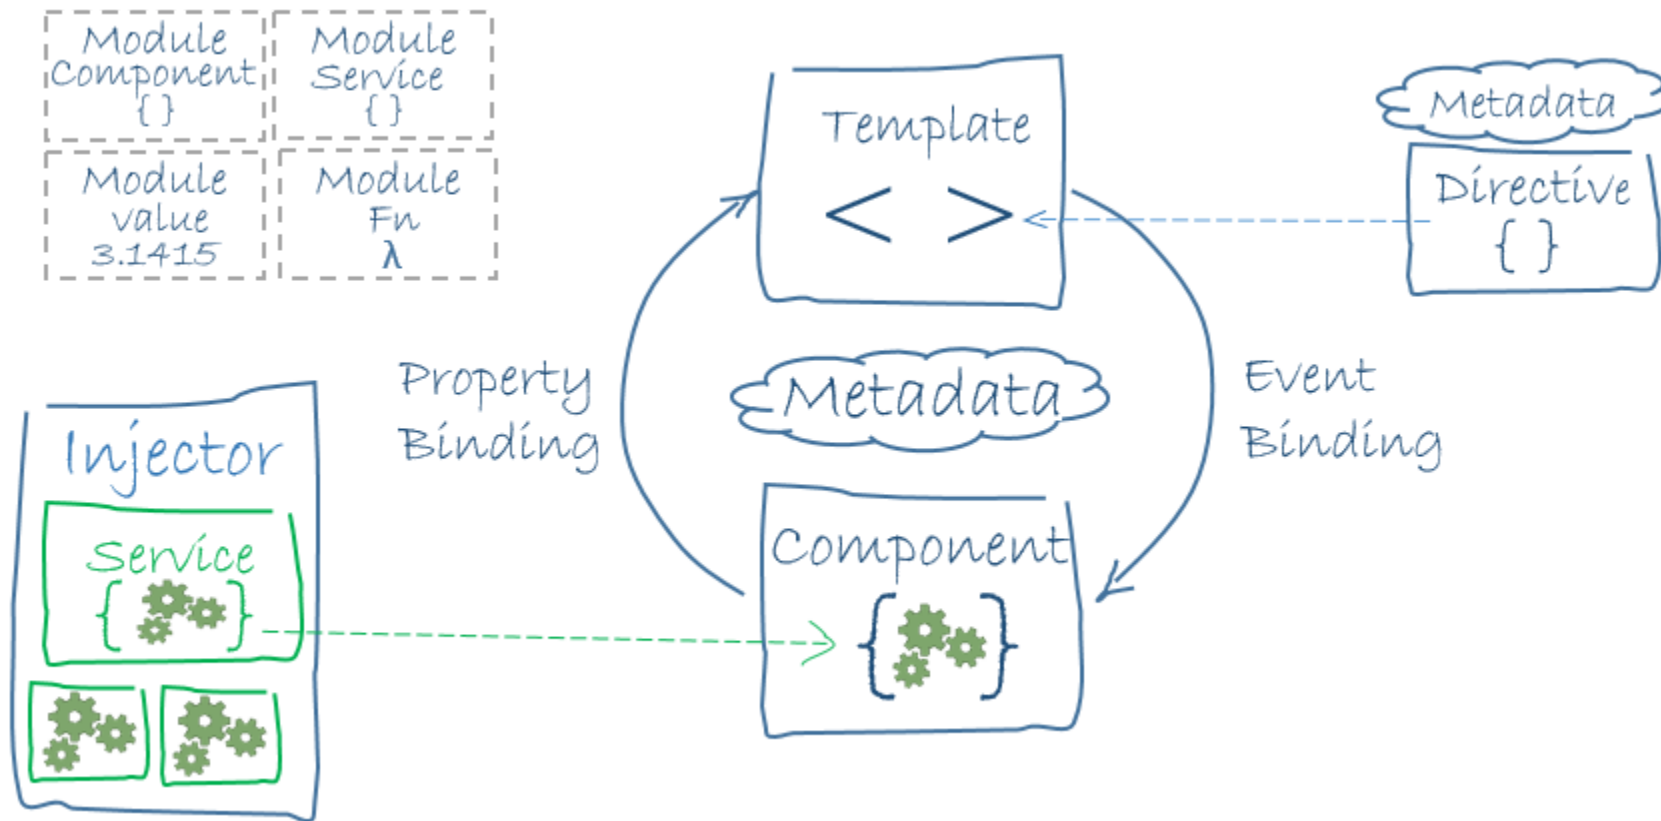 Module
Component
{ }
Module
Service
{ }
Module
value
3.1415
Module
Fn
λ
Template
< >
Metadata
Directive
{ }
Property
Binding
Metadata
Event
Binding
Injector
Service
{ }
Component
{ }